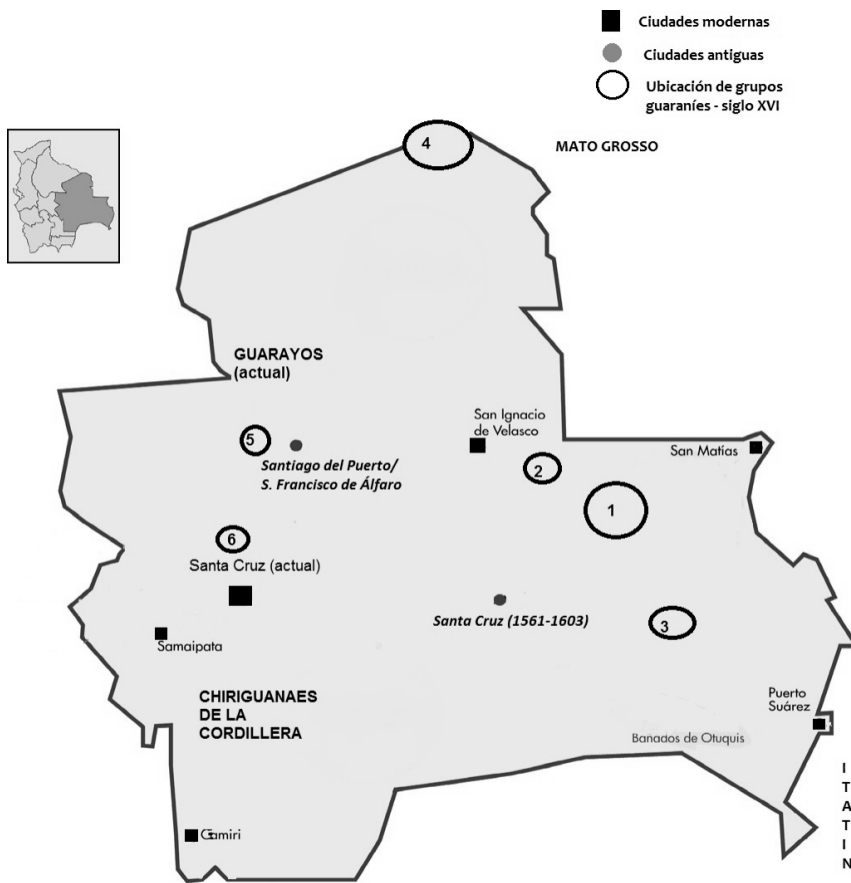 Ciudades modernas
Ciudades antiguas
Ubicación de grupos
guaraníes - siglo XVI
4
MATO GROSSO
GUARAYOS
(actual)
San Ignacio
de Velasco
5
San Matías
Santiago del Puerto/
S. Francisco de Álfaro
2
1
6
Santa Cruz (actual)
Santa Cruz (1561-1603)
3
Samaipata
CHIRIGUANAES
DE LA
CORDILLERA
Puerto
Suárez
Banados de Otuquis
I
T
A
T
I
N